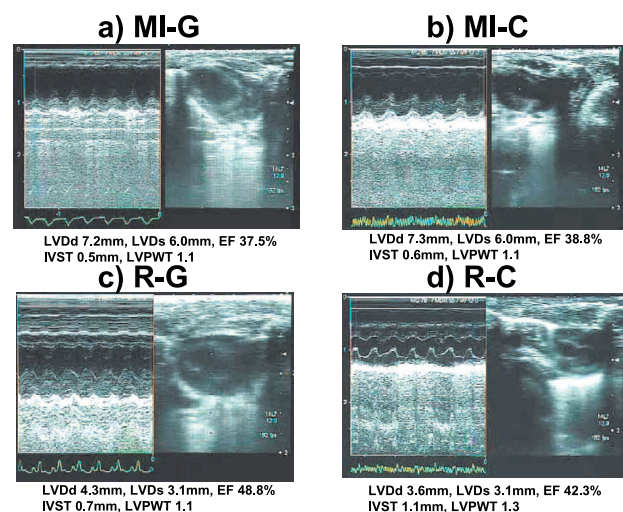 a) MI-G
b) MI-C
LVDd 7.2mm, LVDs 6.0mm, EF 37.5%
IVST 0.5mm, LVPWT 1.1
LVDd 7.3mm, LVDs 6.0mm, EF 38.8%
IVST 0.6mm, LVPWT 1.1
c) R-G
d) R-C
LVDd 4.3mm, LVDs 3.1mm, EF 48.8%
IVST 0.7mm, LVPWT 1.1
LVDd 3.6mm, LVDs 3.1mm, EF 42.3%
IVST 1.1mm, LVPWT 1.3